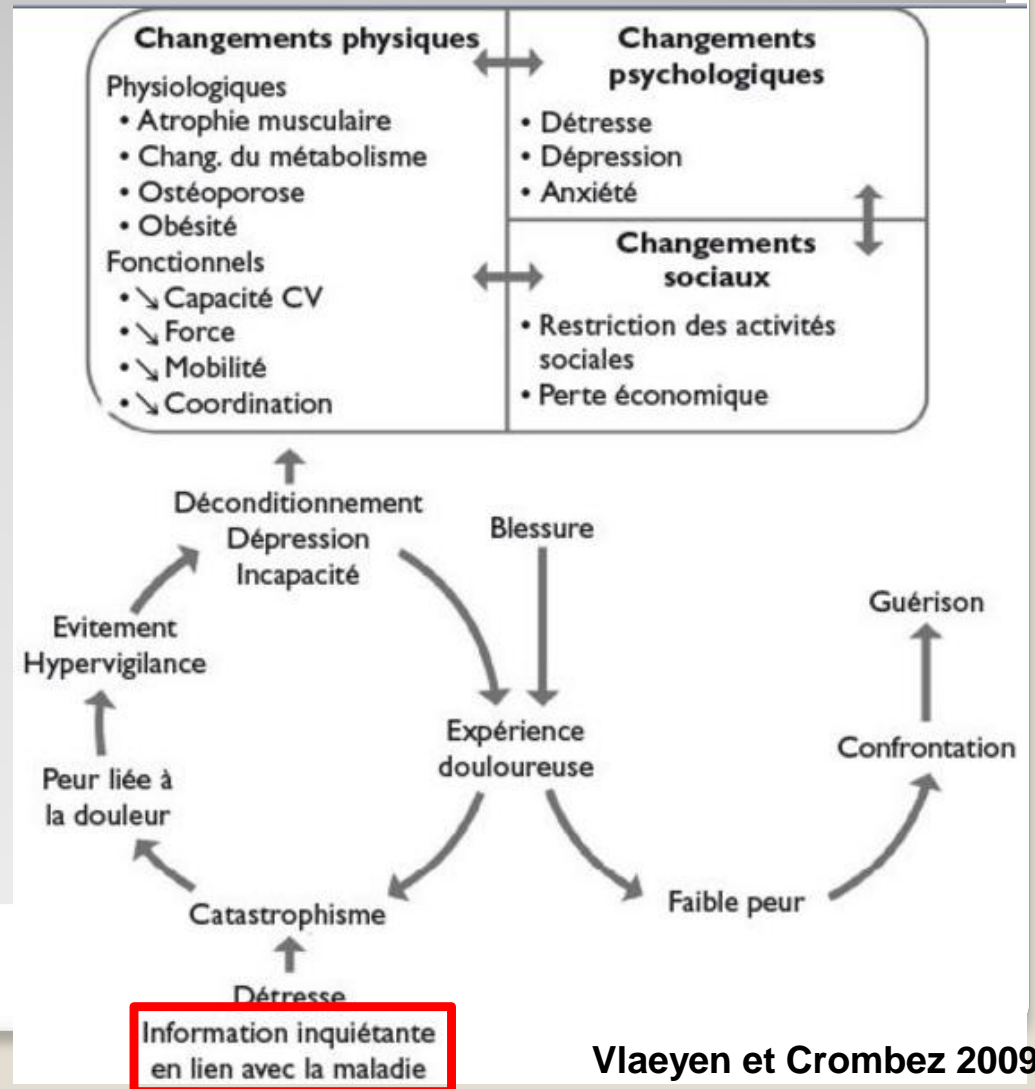 Changements physiques
Physiologiques
• Atrophie musculaire
• Chang. du métabolisme
• Ostéoporose
• Obésité
Fonctionnels
• ↘ Capacité CV
• ↘ Force
• ↘ Mobilité
• ↘ Coordination
Changements
psychologiques
• Détresse
• Dépression
• Anxiété
Changements
sociaux
• Restriction des activités
sociales
• Perte économique
Déconditionnement
Dépression
Incapacité
Blessure
Guérison
Evitement
Hypervigilance
Expérience
douloureuse
Confrontation
Peur liée à
la douleur
Catastrophisme
Faible peur
Détresse
Information inquiétante
en lien avec la maladie
Vlaeyen et Crombez 2009